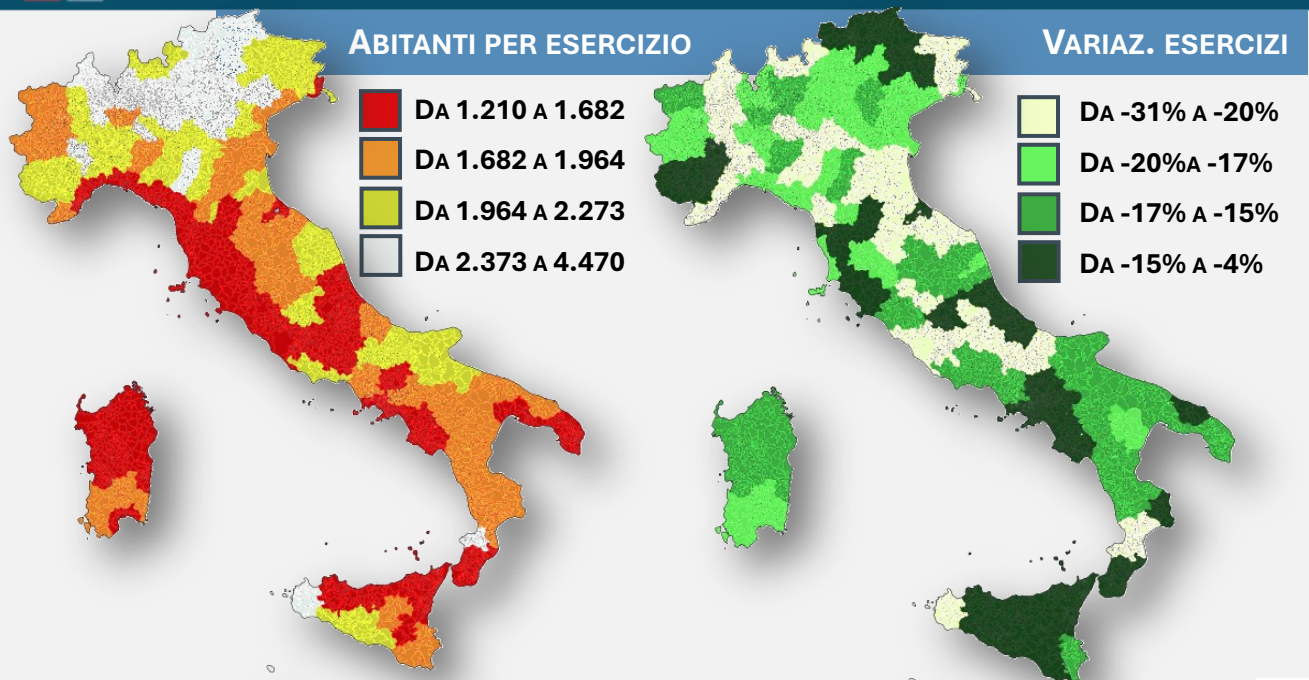 ABITANTI PER ESERCIZIO
DA 1.210 A 1.682
DA 1.682 A 1.964
DA 1.964 A 2.273
DA 2.373 A 4.470
VARIAZ. ESERCIZI
DA -31% A -20%
DA -20%A -17%
DA -17% A -15%
DA -15% A -4%